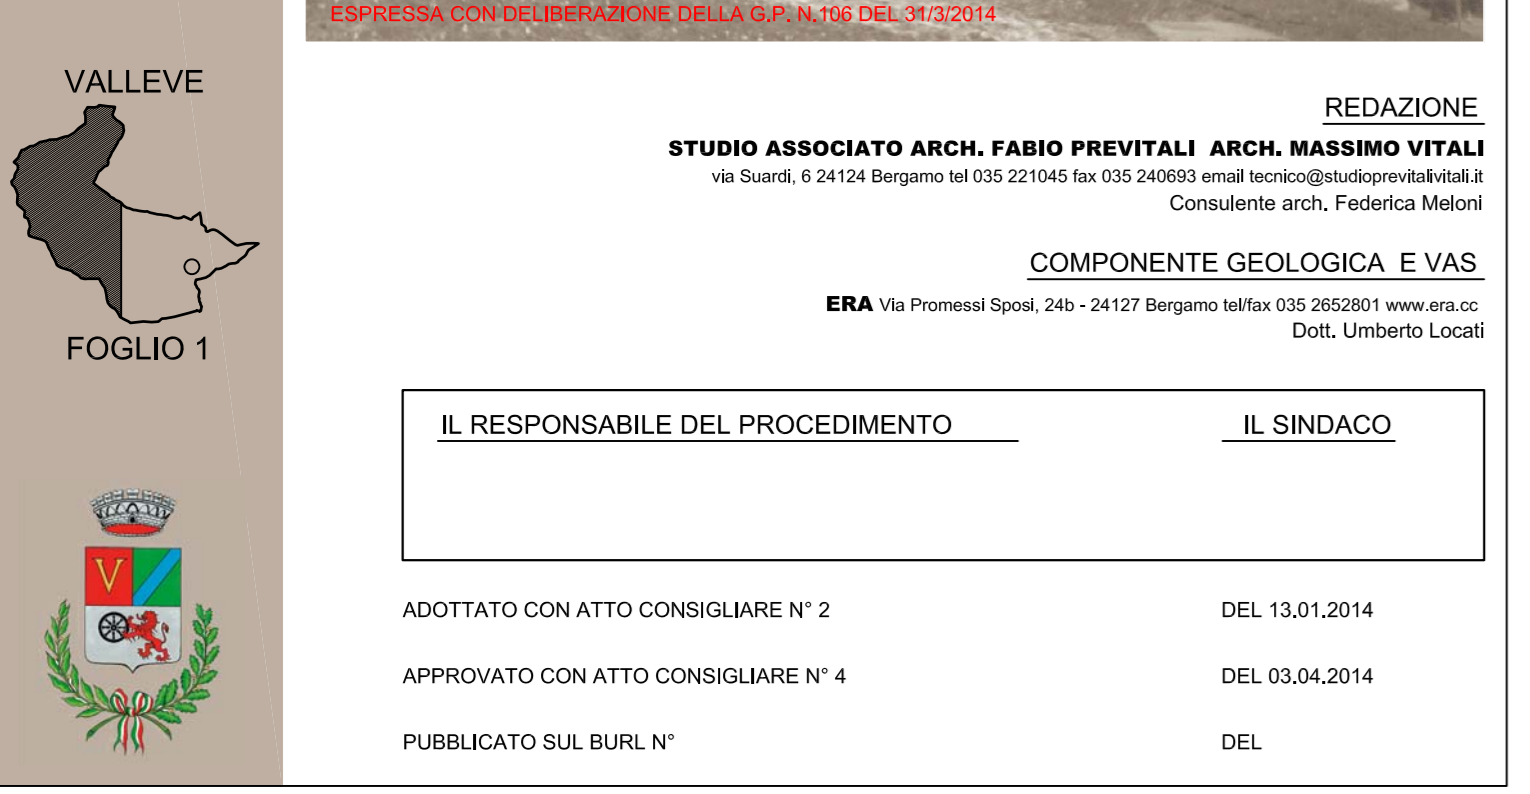 ESPRESSA CON DELIBERAZIONE DELLA G.P. N.106 DEL 31/3/2014
VALLEVE
FOGLIO 1
V
REDAZIONE
STUDIO ASSOCIATO ARCH. FABIO PREVITALI ARCH. MASSIMO VITALI
via Suardi, 6 24124 Bergamo tel 035 221045 fax 035 240693 email tecnico@studioprevitalivitali.it
Consulente arch. Federica Meloni
COMPONENTE GEOLOGICA E VAS
ERA Via Promessi Sposi, 24b - 24127 Bergamo tel/fax 035 2652801 www.era.cc
Dott. Umberto Locati
IL RESPONSABILE DEL PROCEDIMENTO IL SINDACO
ADOTTATO CON ATTO CONSIGLIARE N° 2 DEL 13.01.2014
APPROVATO CON ATTO CONSIGLIARE N° 4 DEL 03.04.2014
PUBBLICATO SUL BURL N° DEL